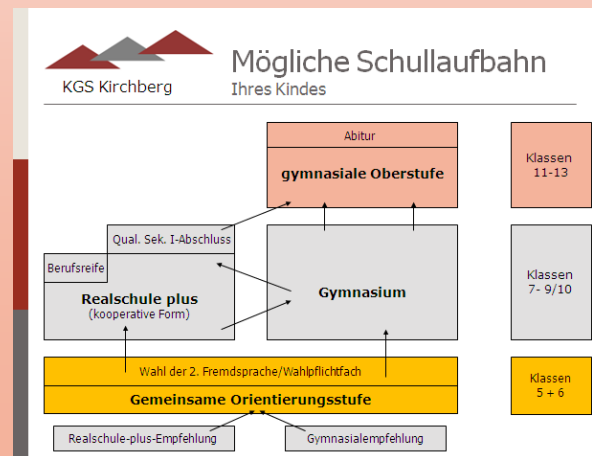 KGS Kirchberg
Mögliche Schullaufbahn
Ihres Kindes
Abitur
gymnasiale Oberstufe
Klassen
11-13
Qual. Sek. I-Abschluss
Berufsreife
Realschule plus
(kooperative Form)
Gymnasium
Klassen
7- 9/10
Wahl der 2. Fremdsprache/Wahlpflichtfach
Gemeinsame Orientierungsstufe
Klassen
5 + 6
Realschule-plus-Empfehlung
Gymnasialempfehlung